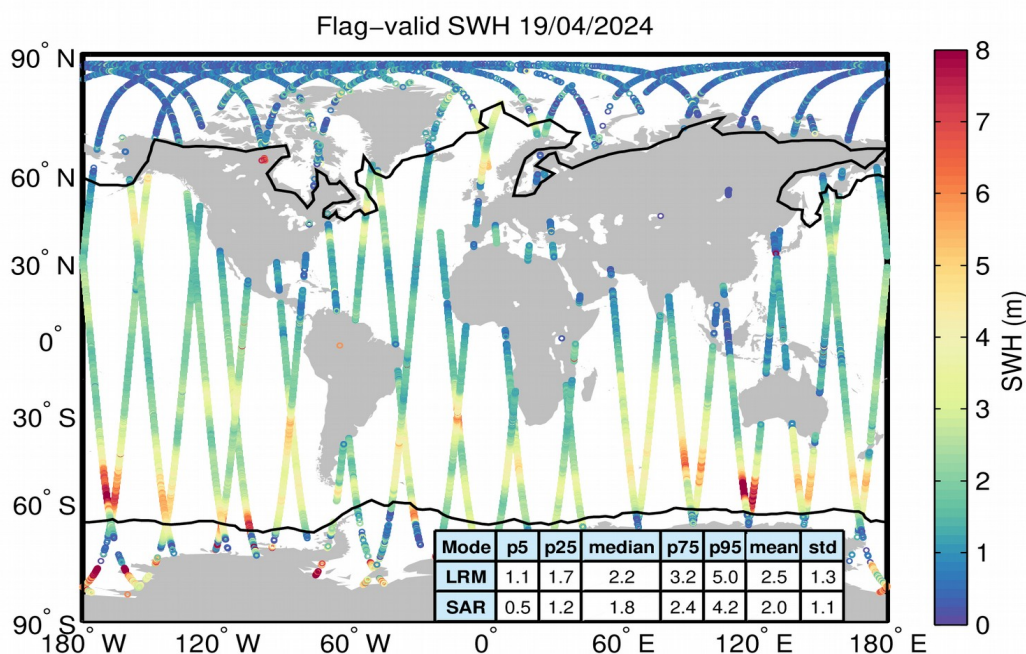 Flag−valid SWH 19/04/2024
90° N
60° N
30° N
0°
30° S
60° S
90° S
180° W
120° W
60° W
0°
60° E
120° E
180° E
8
7
6
5
4
3
2
1
0
SWH (m)
Mode p5 p25 median p75 p95 mean std
LRM 1.1 1.7 2.2 3.2 5.0 2.5 1.3
SAR 0.5 1.2 1.8 2.4 4.2 2.0 1.1